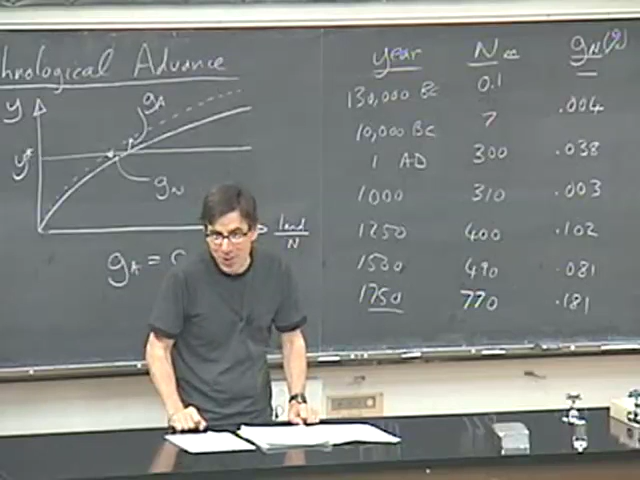 hnological Advance
y
gA
y*
gN
land
N
gA =
year N m gN (%)
130,000 BC 0.1
.004
10,000 BC 7
1 AD 300 .038
1000 310 .003
1250 400 .102
1500 490 .081
1750 770 .181